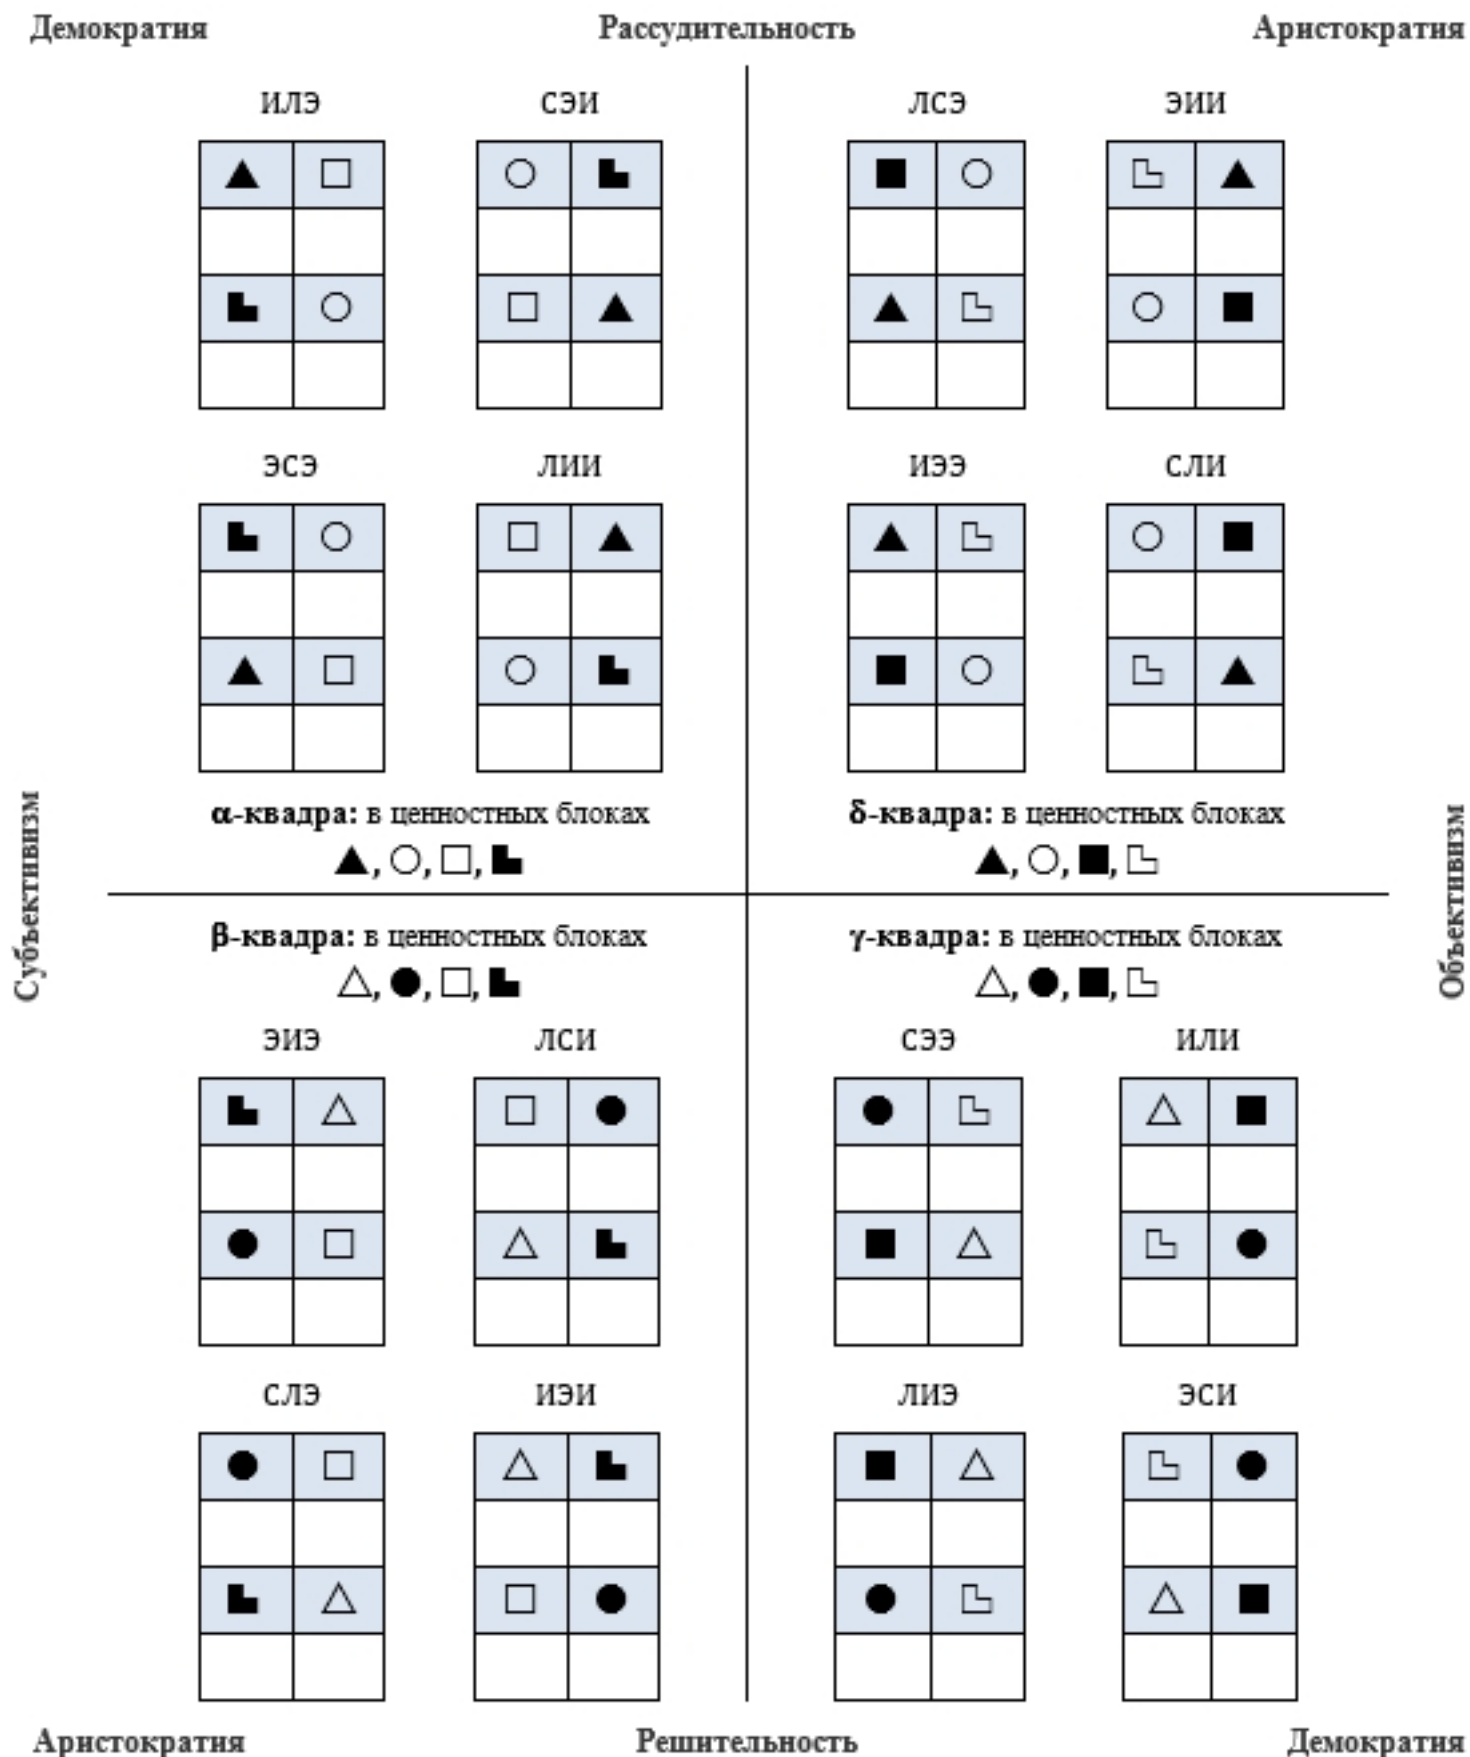 Демократия Рассудительность Аристократия
ИЛЭ СЭИ ЛСЭ ЭИИ
ЭСЭ ЛИИ ИЭЭ СЛИ
Субъективизм
Объективизм
α-квадра: в ценностных блоках
▲, ○, □, ▙
δ-квадра: в ценностных блоках
▲, ○, ■,
β-квадра: в ценностных блоках
△, ●, □, ▙
γ-квадра: в ценностных блоках
△, ●, ■,
ЭИЭ ЛСИ СЭЭ ИЛИ
СЛЭ ИЭИ ЛИЭ ЭСИ
Аристократия Решительность Демократия